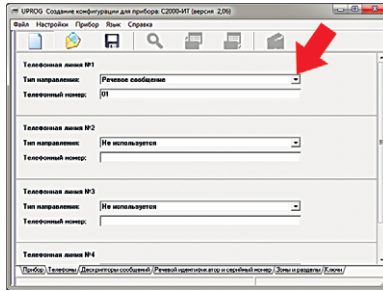 UPROG Создание конфигурации для прибора: С2000-ИТ (версия 2,06)
Файл Настройки Прибор Язык Справка
Телефонная линия №1
Тип направления: Речевое сообщение
Телефонный номер: 01
Телефонная линия №2
Тип направления: Не используется
Телефонный номер:
Телефонная линия №3
Тип направления: Не используется
Телефонный номер:
Телефонная линия №4
Прибор Телефоны Дескрипторы сообщений Речевой идентификатор и серийный номер Зоны и разделы Ключи